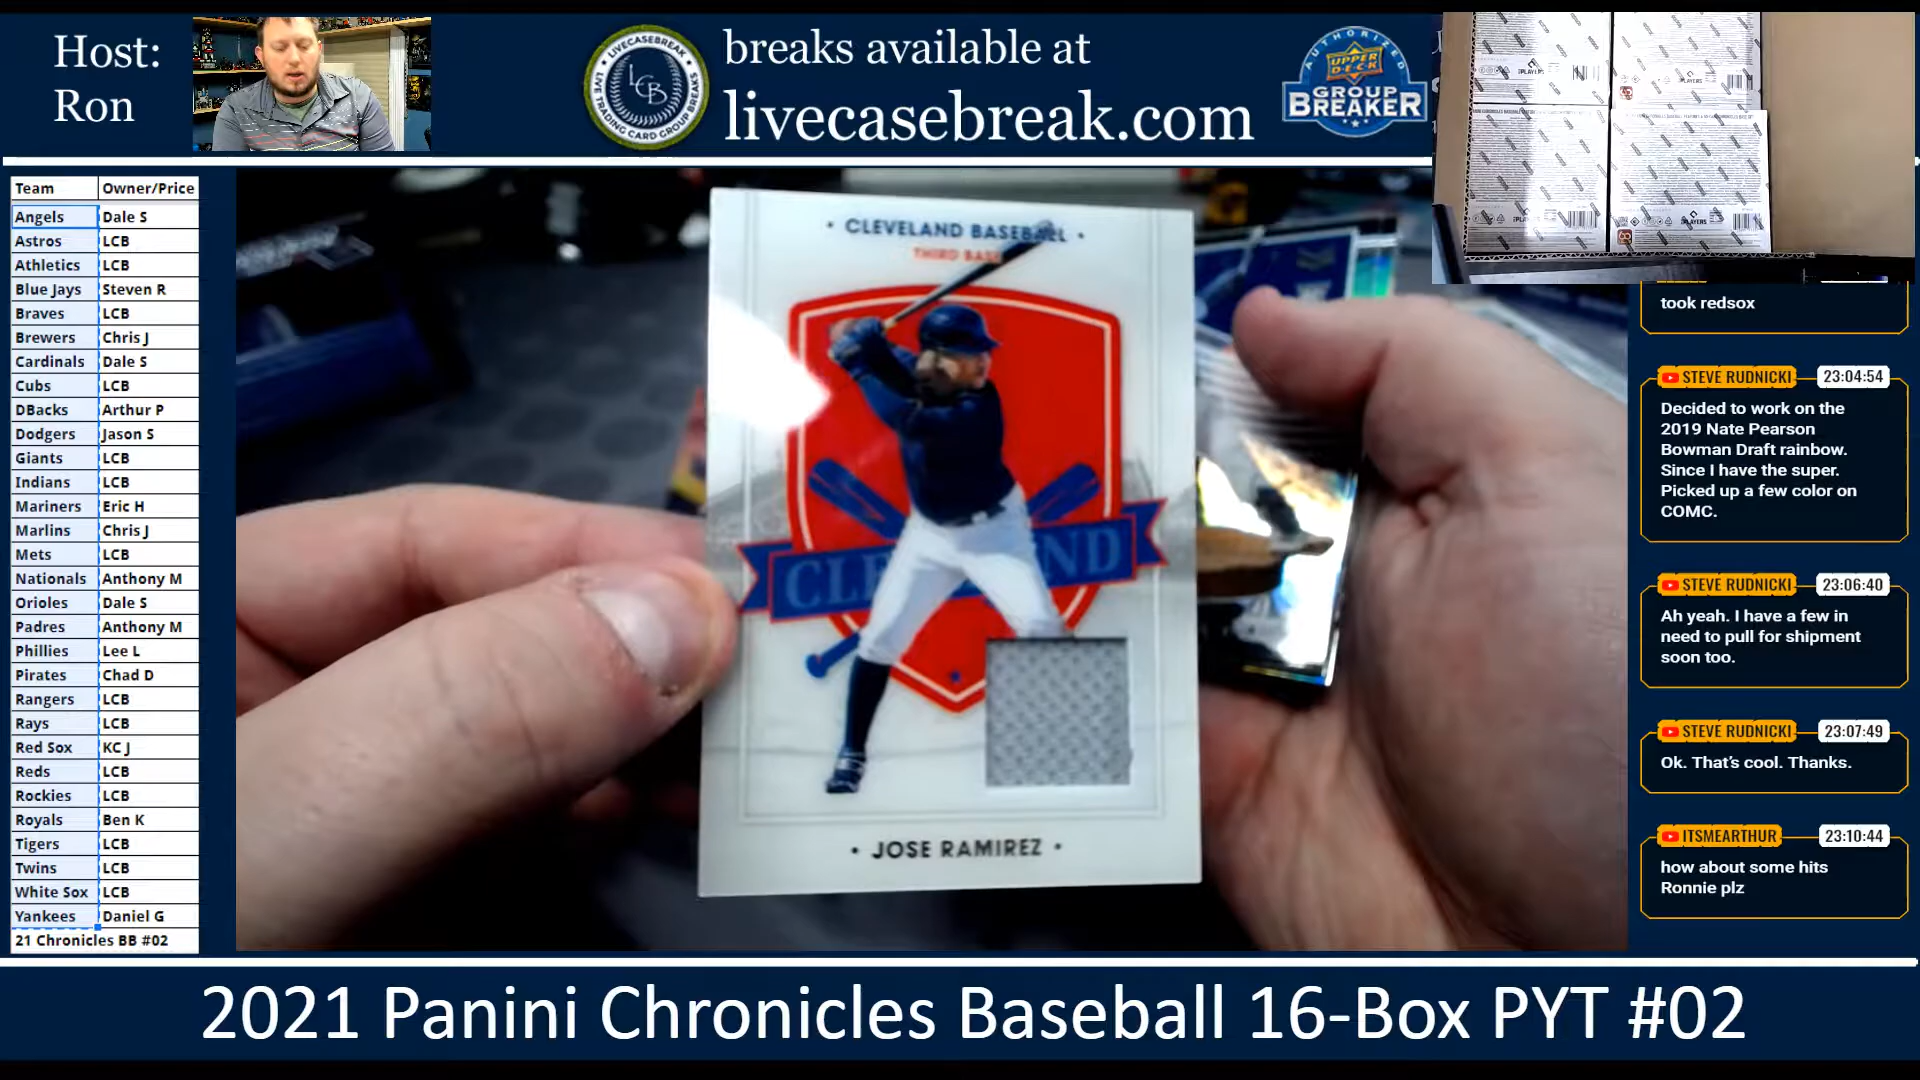 Host:
Ron
LIVECASEBREAK
LCB
LIVE TRADING CARD GROUP BREAKS
breaks available at
livecasebreak.com
AUTHORIZED
UPPER DECK
GROUP
BREAKER
Team Owner/Price
Angels Dale S
Astros LCB
Athletics LCB
Blue Jays Steven R
Braves LCB
Brewers Chris J
Cardinals Dale S
Cubs LCB
DBacks Arthur P
Dodgers Jason S
Giants LCB
Indians LCB
Mariners Eric H
Marlins Chris J
Mets LCB
Nationals Anthony M
Orioles Dale S
Padres Anthony M
Phillies Lee L
Pirates Chad D
Rangers LCB
Rays LCB
Red Sox KC J
Reds LCB
Rockies LCB
Royals Ben K
Tigers LCB
Twins LCB
White Sox LCB
Yankees Daniel G
21 Chronicles BB #02
• CLEVELAND BASEBALL •
THIRD BASE
• JOSE RAMIREZ •
took redsox
STEVE RUDNICKI 23:04:54
Decided to work on the
2019 Nate Pearson
Bowman Draft rainbow.
Since I have the super.
Picked up a few color on
COMC.
STEVE RUDNICKI 23:06:40
Ah yeah. I have a few in
need to pull for shipment
soon too.
STEVE RUDNICKI 23:07:49
Ok. That's cool. Thanks.
ITSMEARTHUR 23:10:44
how about some hits
Ronnie plz
2021 Panini Chronicles Baseball 16-Box PYT #02